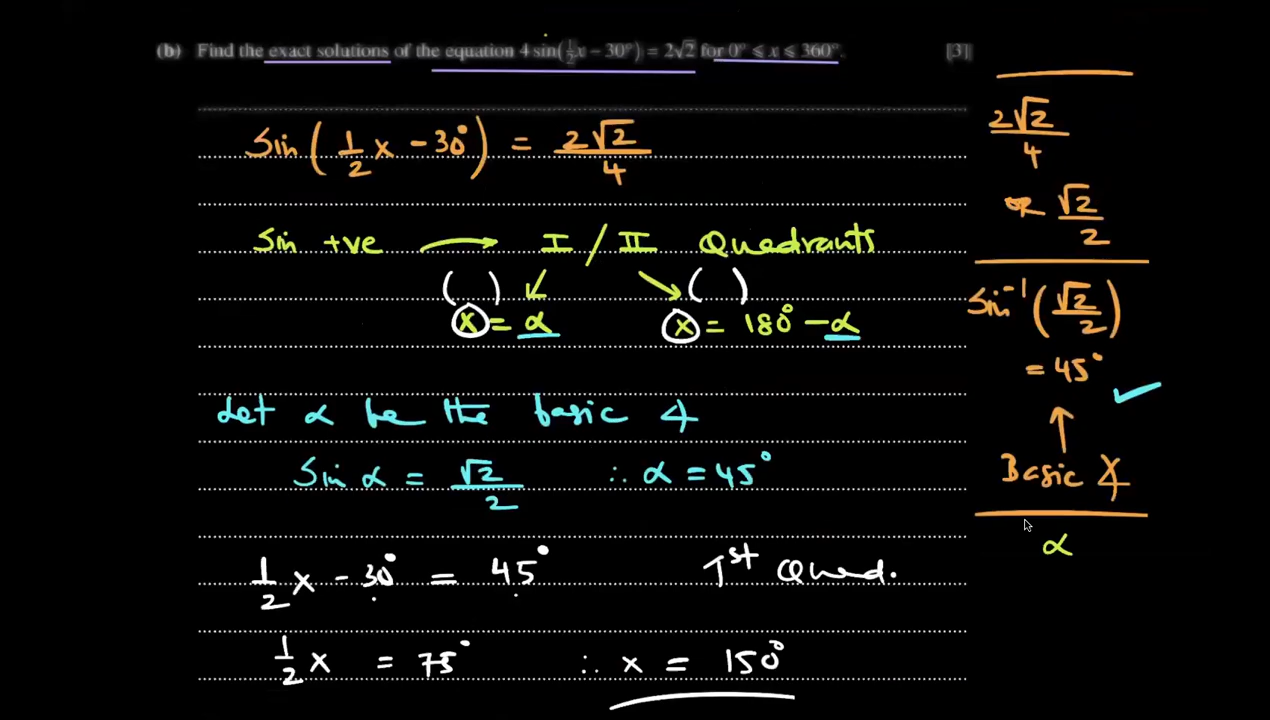 (b) Find the exact solutions of the equation 4 sin(½x − 30°) = 2√2 for 0° ⩽ x ⩽ 360°. [3]
Sin(½x − 30°) = 2√2/4
Sin +ve → I / II Quadrants
( ) ( )
x = α x = 180° − α
Let α be the basic ∡
Sin α = √2/2 ∴ α = 45°
½x − 30° = 45° 1st Quad.
½x = 75° ∴ x = 150°
2√2/4
or √2/2
Sin⁻¹(√2/2)
= 45° ✓
↑
Basic ∡
α